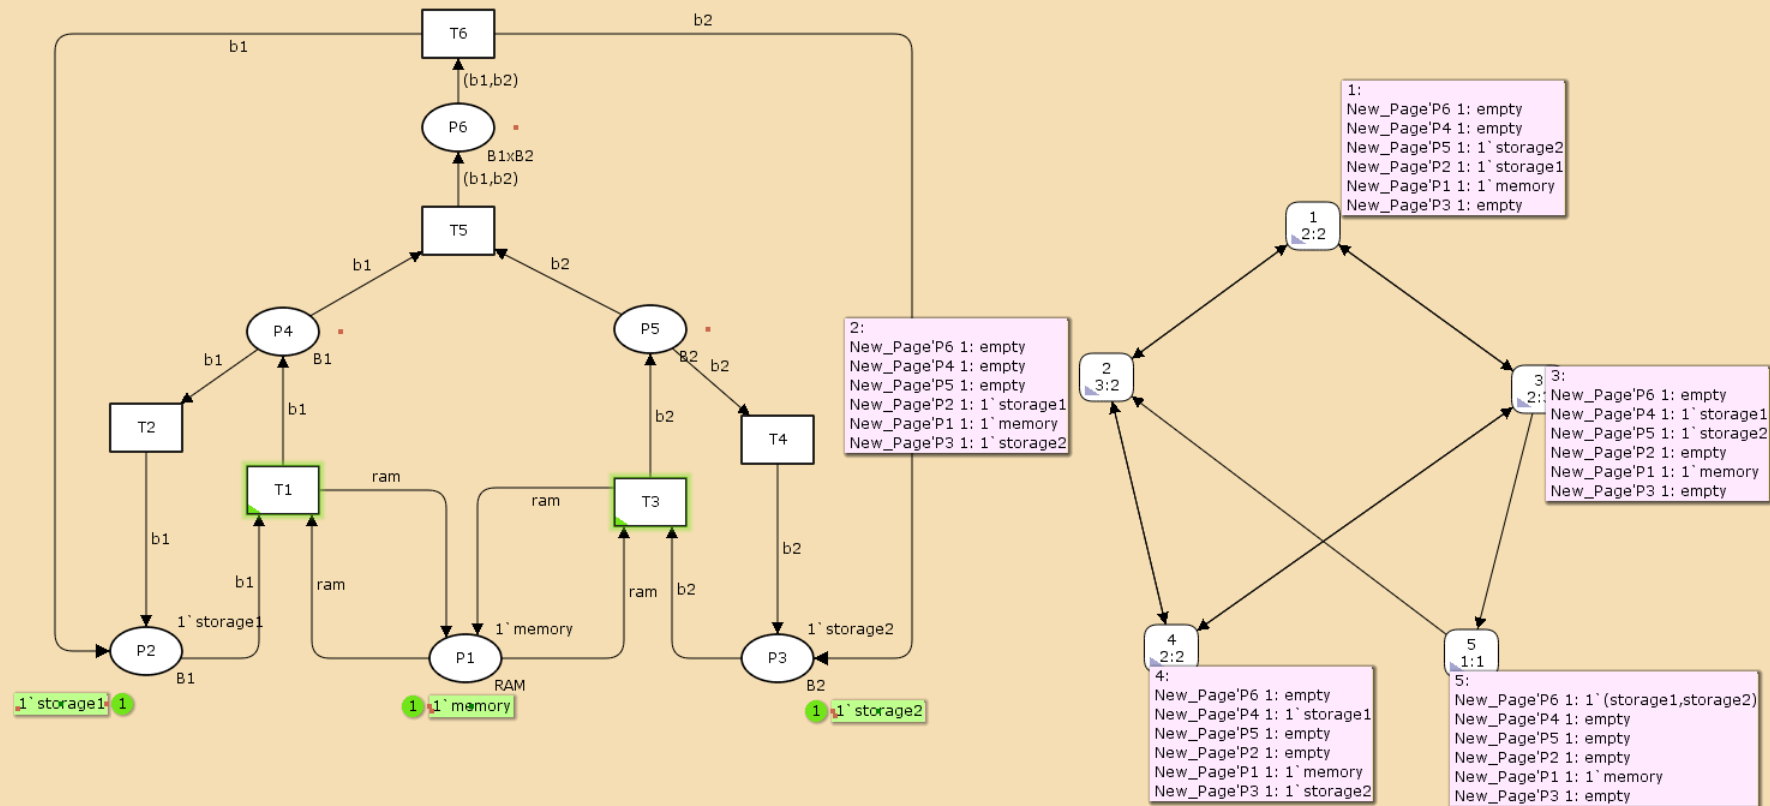 T6
b1
b2
(b1,b2)
P6
B1xB2
(b1,b2)
T5
b1
b2
P4
B1
P5
B2
b1
b2
T2
b1
b2
T4
T1
ram
ram
T3
b1
b2
b1
ram
ram
b2
1`storage1
P2
B1
1`memory
P1
RAM
1`storage2
P3
B2
1`storage1
1
1
1`memory
1
1`storage2
1:
New_Page'P6 1: empty
New_Page'P4 1: empty
New_Page'P5 1: 1`storage2
New_Page'P2 1: 1`storage1
New_Page'P1 1: 1`memory
New_Page'P3 1: empty
1
2:2
2:
New_Page'P6 1: empty
New_Page'P4 1: empty
New_Page'P5 1: empty
New_Page'P2 1: 1`storage1
New_Page'P1 1: 1`memory
New_Page'P3 1: 1`storage2
2
3:2
3
3:
New_Page'P6 1: empty
New_Page'P4 1: 1`storage1
New_Page'P5 1: 1`storage2
New_Page'P2 1: empty
New_Page'P1 1: 1`memory
New_Page'P3 1: empty
4
2:2
4:
New_Page'P6 1: empty
New_Page'P4 1: 1`storage1
New_Page'P5 1: empty
New_Page'P2 1: empty
New_Page'P1 1: 1`memory
New_Page'P3 1: 1`storage2
5
1:1
5:
New_Page'P6 1: 1`(storage1,storage2)
New_Page'P4 1: empty
New_Page'P5 1: empty
New_Page'P2 1: empty
New_Page'P1 1: 1`memory
New_Page'P3 1: empty